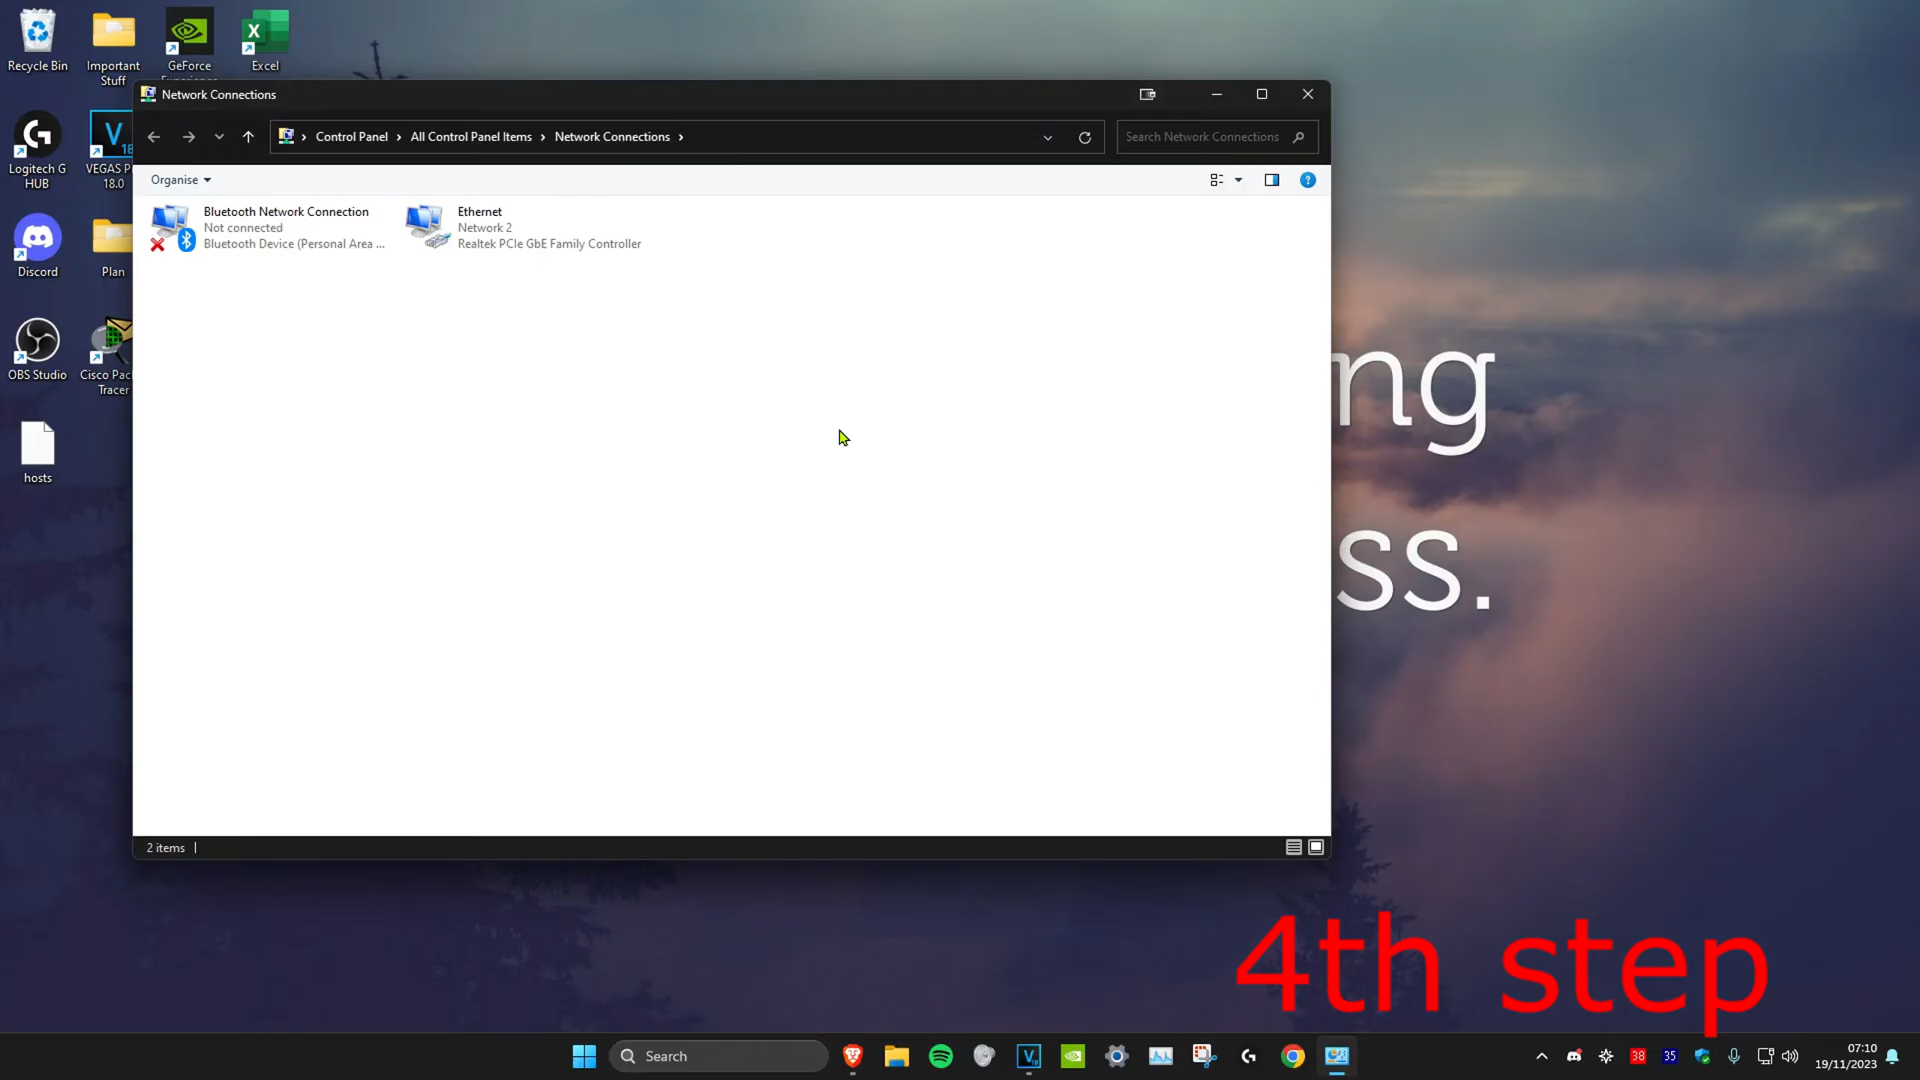 Recycle Bin
Important
Stuff
GeForce
Excel
Logitech G
HUB
VEGAS P
18.0
Discord
Plan
OBS Studio
Cisco Pac
Tracer
hosts
Network Connections
Control Panel
All Control Panel Items
Network Connections
Search Network Connections
Organise
Bluetooth Network Connection
Not connected
Bluetooth Device (Personal Area ...
Ethernet
Network 2
Realtek PCIe GbE Family Controller
2 items
ng
ss.
4th step
Search
38
35
07:10
19/11/2023